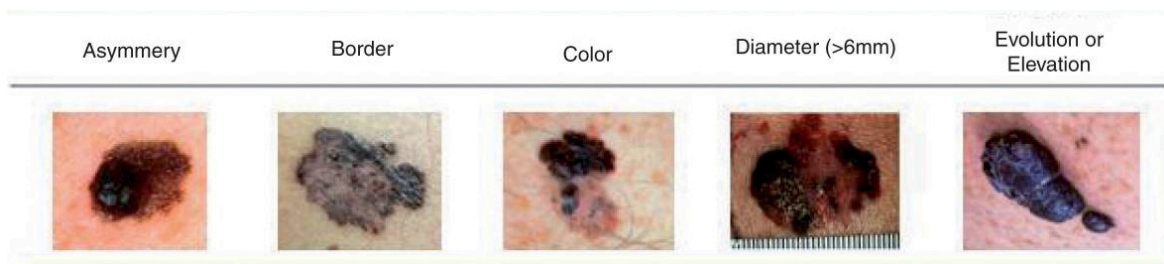 Asymmery
Border
Color
Diameter (>6mm)
Evolution or
Elevation